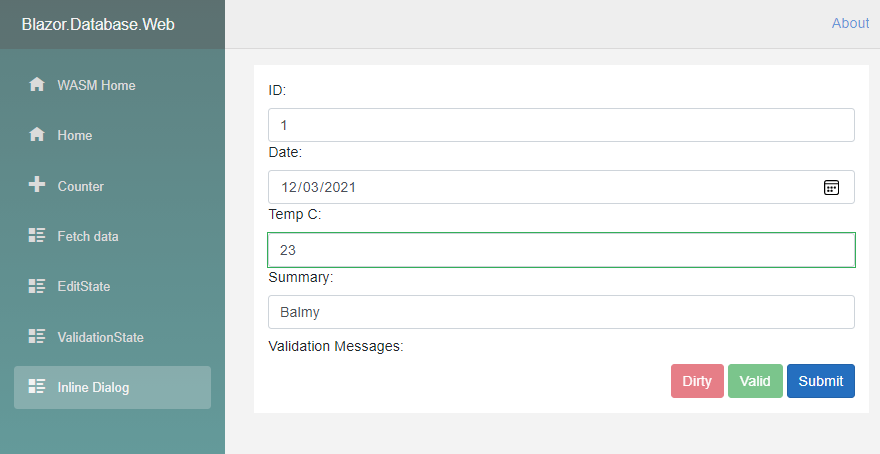 Blazor.Database.Web
About
WASM Home
Home
Counter
Fetch data
EditState
ValidationState
Inline Dialog
ID:
1
Date:
12/03/2021
Temp C:
23
Summary:
Balmy
Validation Messages:
Dirty Valid Submit